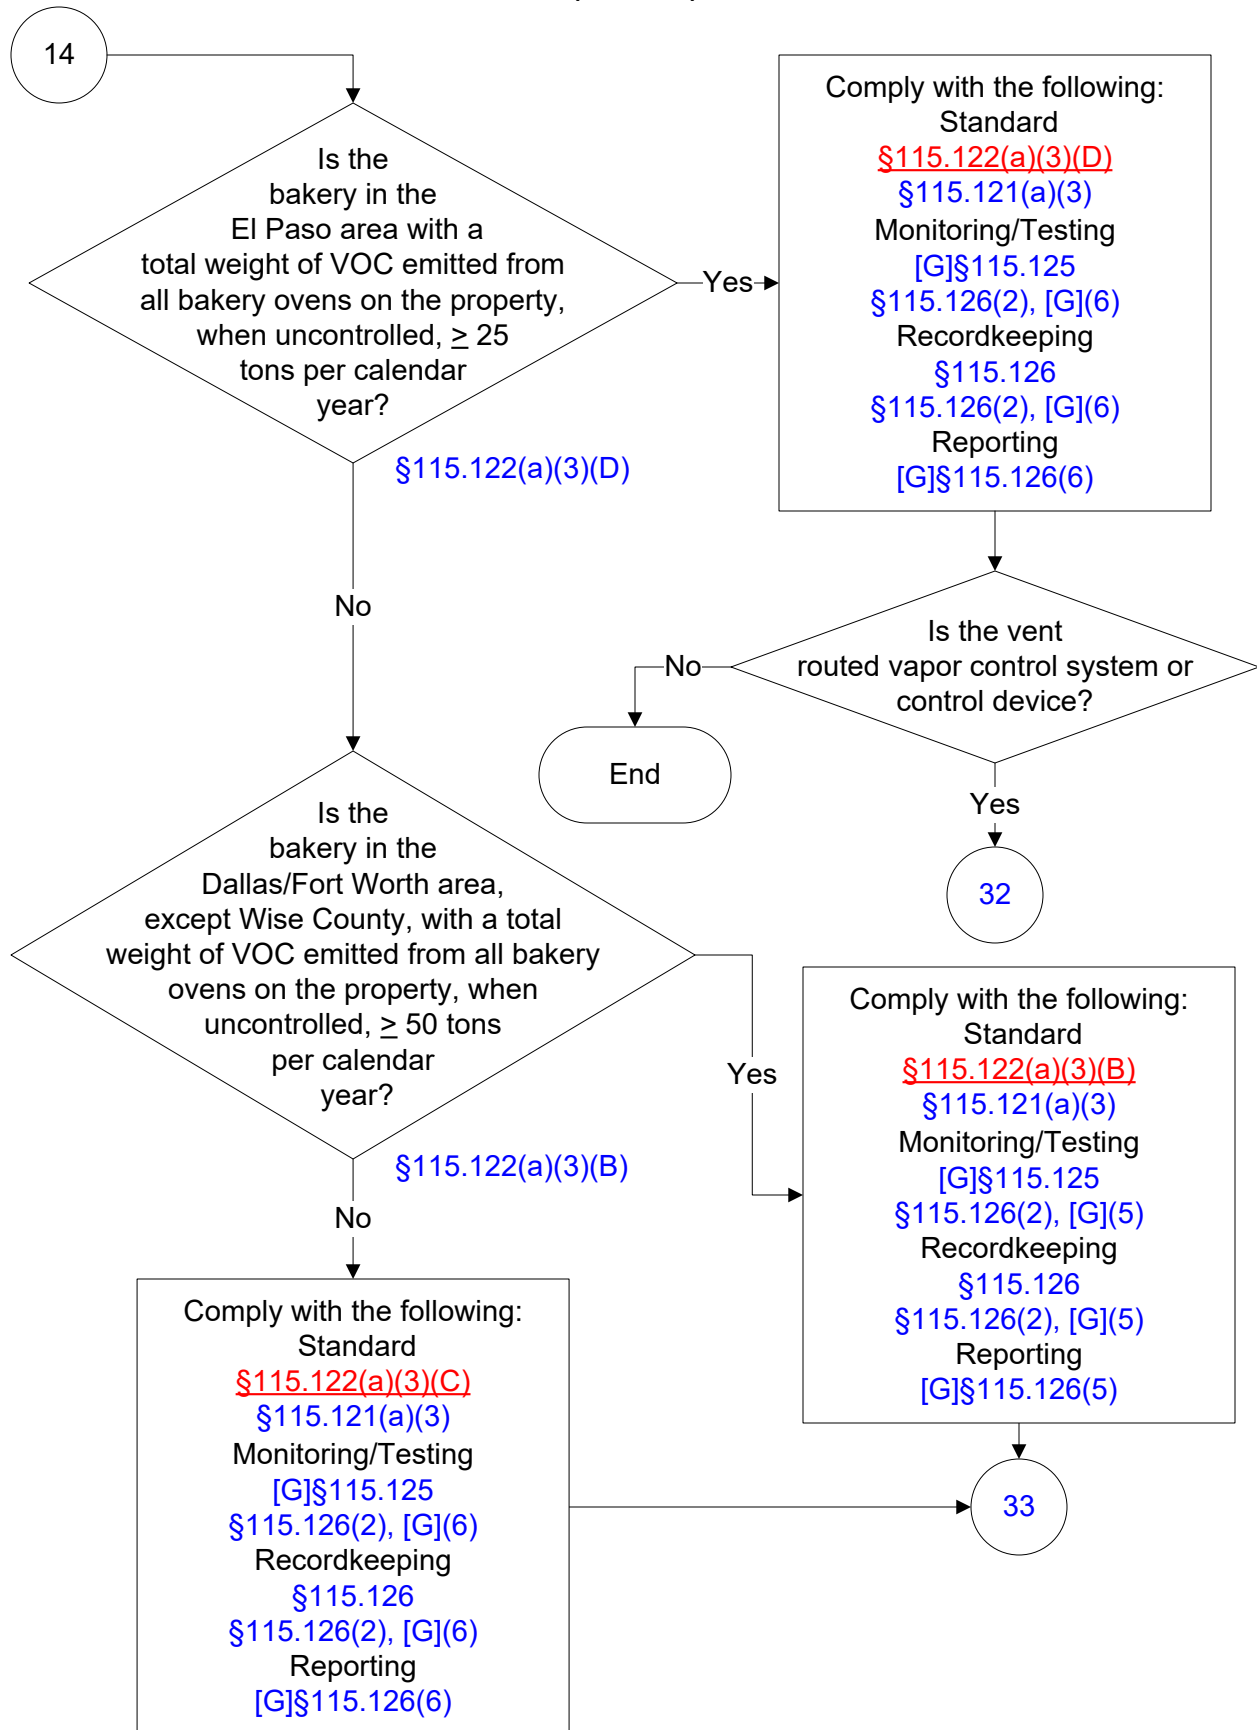 14
Is the
bakery in the
El Paso area with a
total weight of VOC emitted from
all bakery ovens on the property,
when uncontrolled, ≥ 25
tons per calendar
year?
§115.122(a)(3)(D)
Yes
Comply with the following:
Standard
§115.122(a)(3)(D)
§115.121(a)(3)
Monitoring/Testing
[G]§115.125
§115.126(2), [G](6)
Recordkeeping
§115.126
§115.126(2), [G](6)
Reporting
[G]§115.126(6)
No
Is the vent
routed vapor control system or
control device?
No
End
Yes
32
Is the
bakery in the
Dallas/Fort Worth area,
except Wise County, with a total
weight of VOC emitted from all bakery
ovens on the property, when
uncontrolled, ≥ 50 tons
per calendar
year?
§115.122(a)(3)(B)
Yes
Comply with the following:
Standard
§115.122(a)(3)(B)
§115.121(a)(3)
Monitoring/Testing
[G]§115.125
§115.126(2), [G](5)
Recordkeeping
§115.126
§115.126(2), [G](5)
Reporting
[G]§115.126(5)
No
Comply with the following:
Standard
§115.122(a)(3)(C)
§115.121(a)(3)
Monitoring/Testing
[G]§115.125
§115.126(2), [G](6)
Recordkeeping
§115.126
§115.126(2), [G](6)
Reporting
[G]§115.126(6)
33